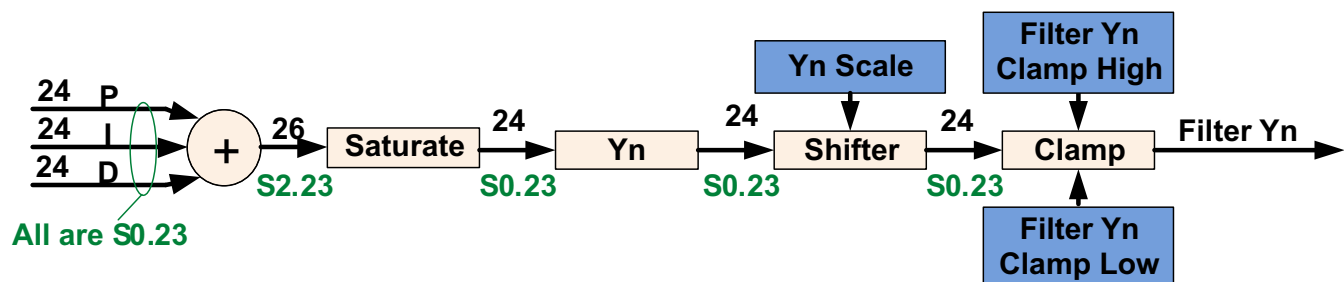 Filter Yn
Clamp High
Yn Scale
24 P
24 I
24 D
+
26
Saturate
24
Yn
24
Shifter
24
Clamp
Filter Yn
S2.23
S0.23
S0.23
S0.23
All are S0.23
Filter Yn
Clamp Low